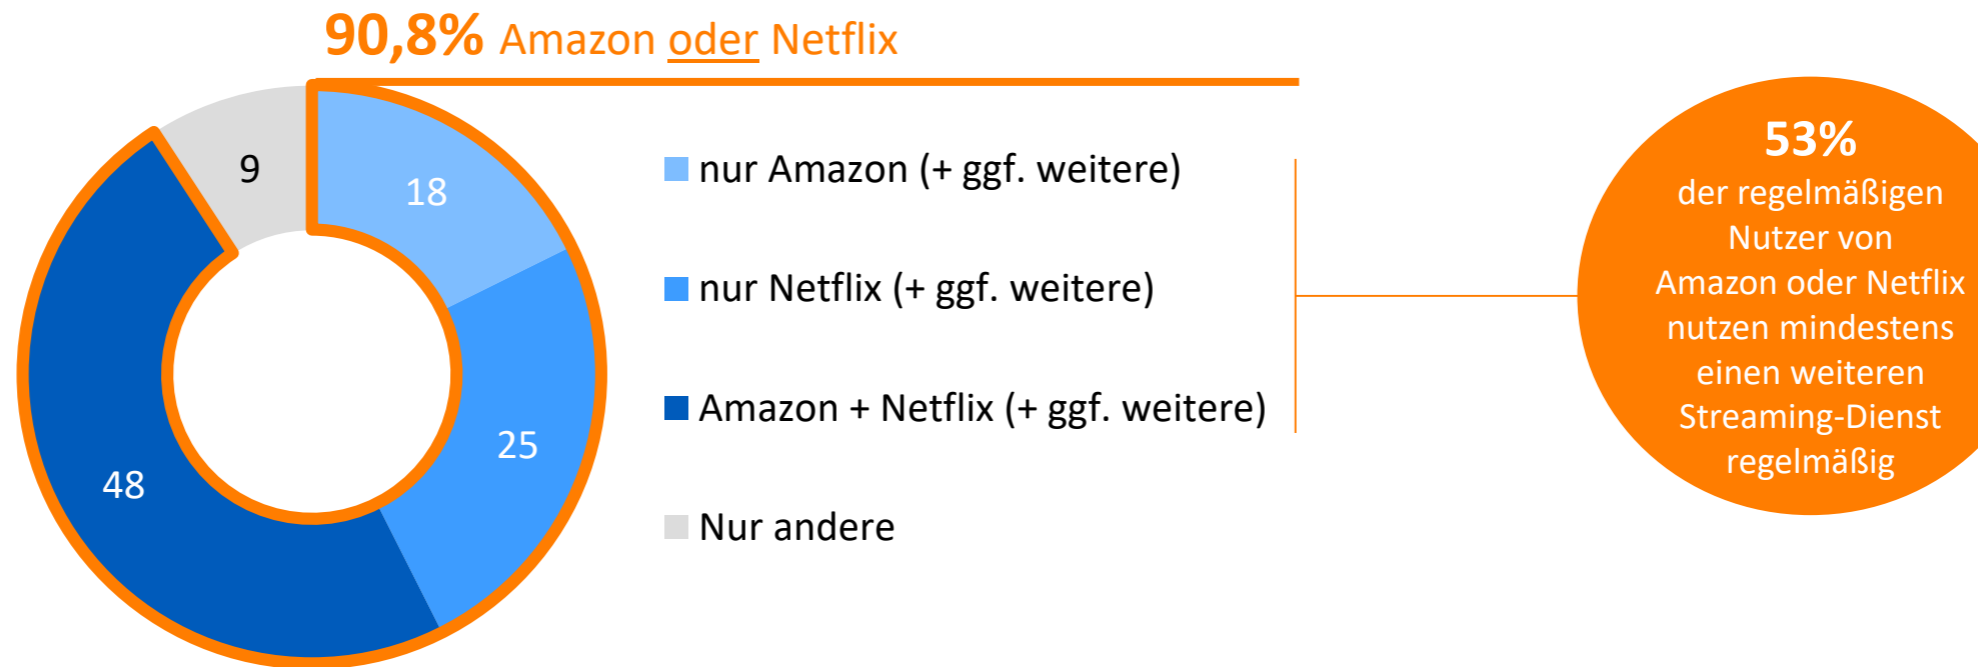 90,8% Amazon oder Netflix
9
18
25
48
nur Amazon (+ ggf. weitere)
nur Netflix (+ ggf. weitere)
Amazon + Netflix (+ ggf. weitere)
Nur andere
53%
der regelmäßigen
Nutzer von
Amazon oder Netflix
nutzen mindestens
einen weiteren
Streaming-Dienst
regelmäßig